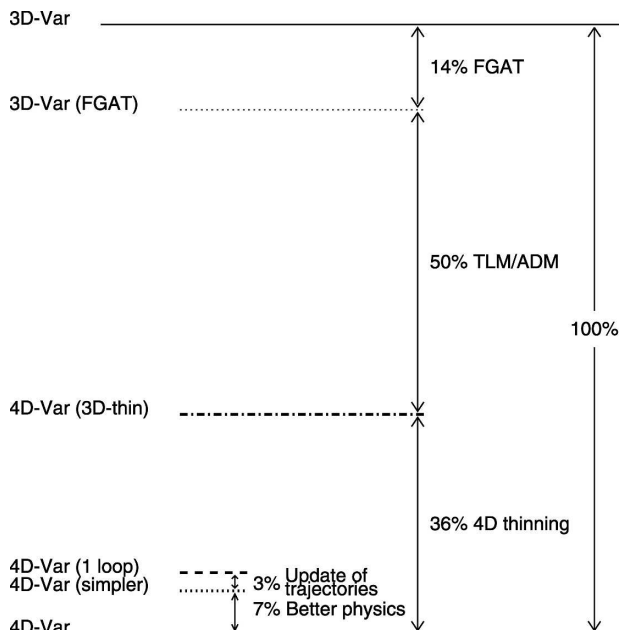 3D-Var
14% FGAT
3D-Var (FGAT)
50% TLM/ADM
100%
4D-Var (3D-thin)
36% 4D thinning
4D-Var (1 loop)
4D-Var (simpler)
3% Update of
trajectories
7% Better physics
4D-Var